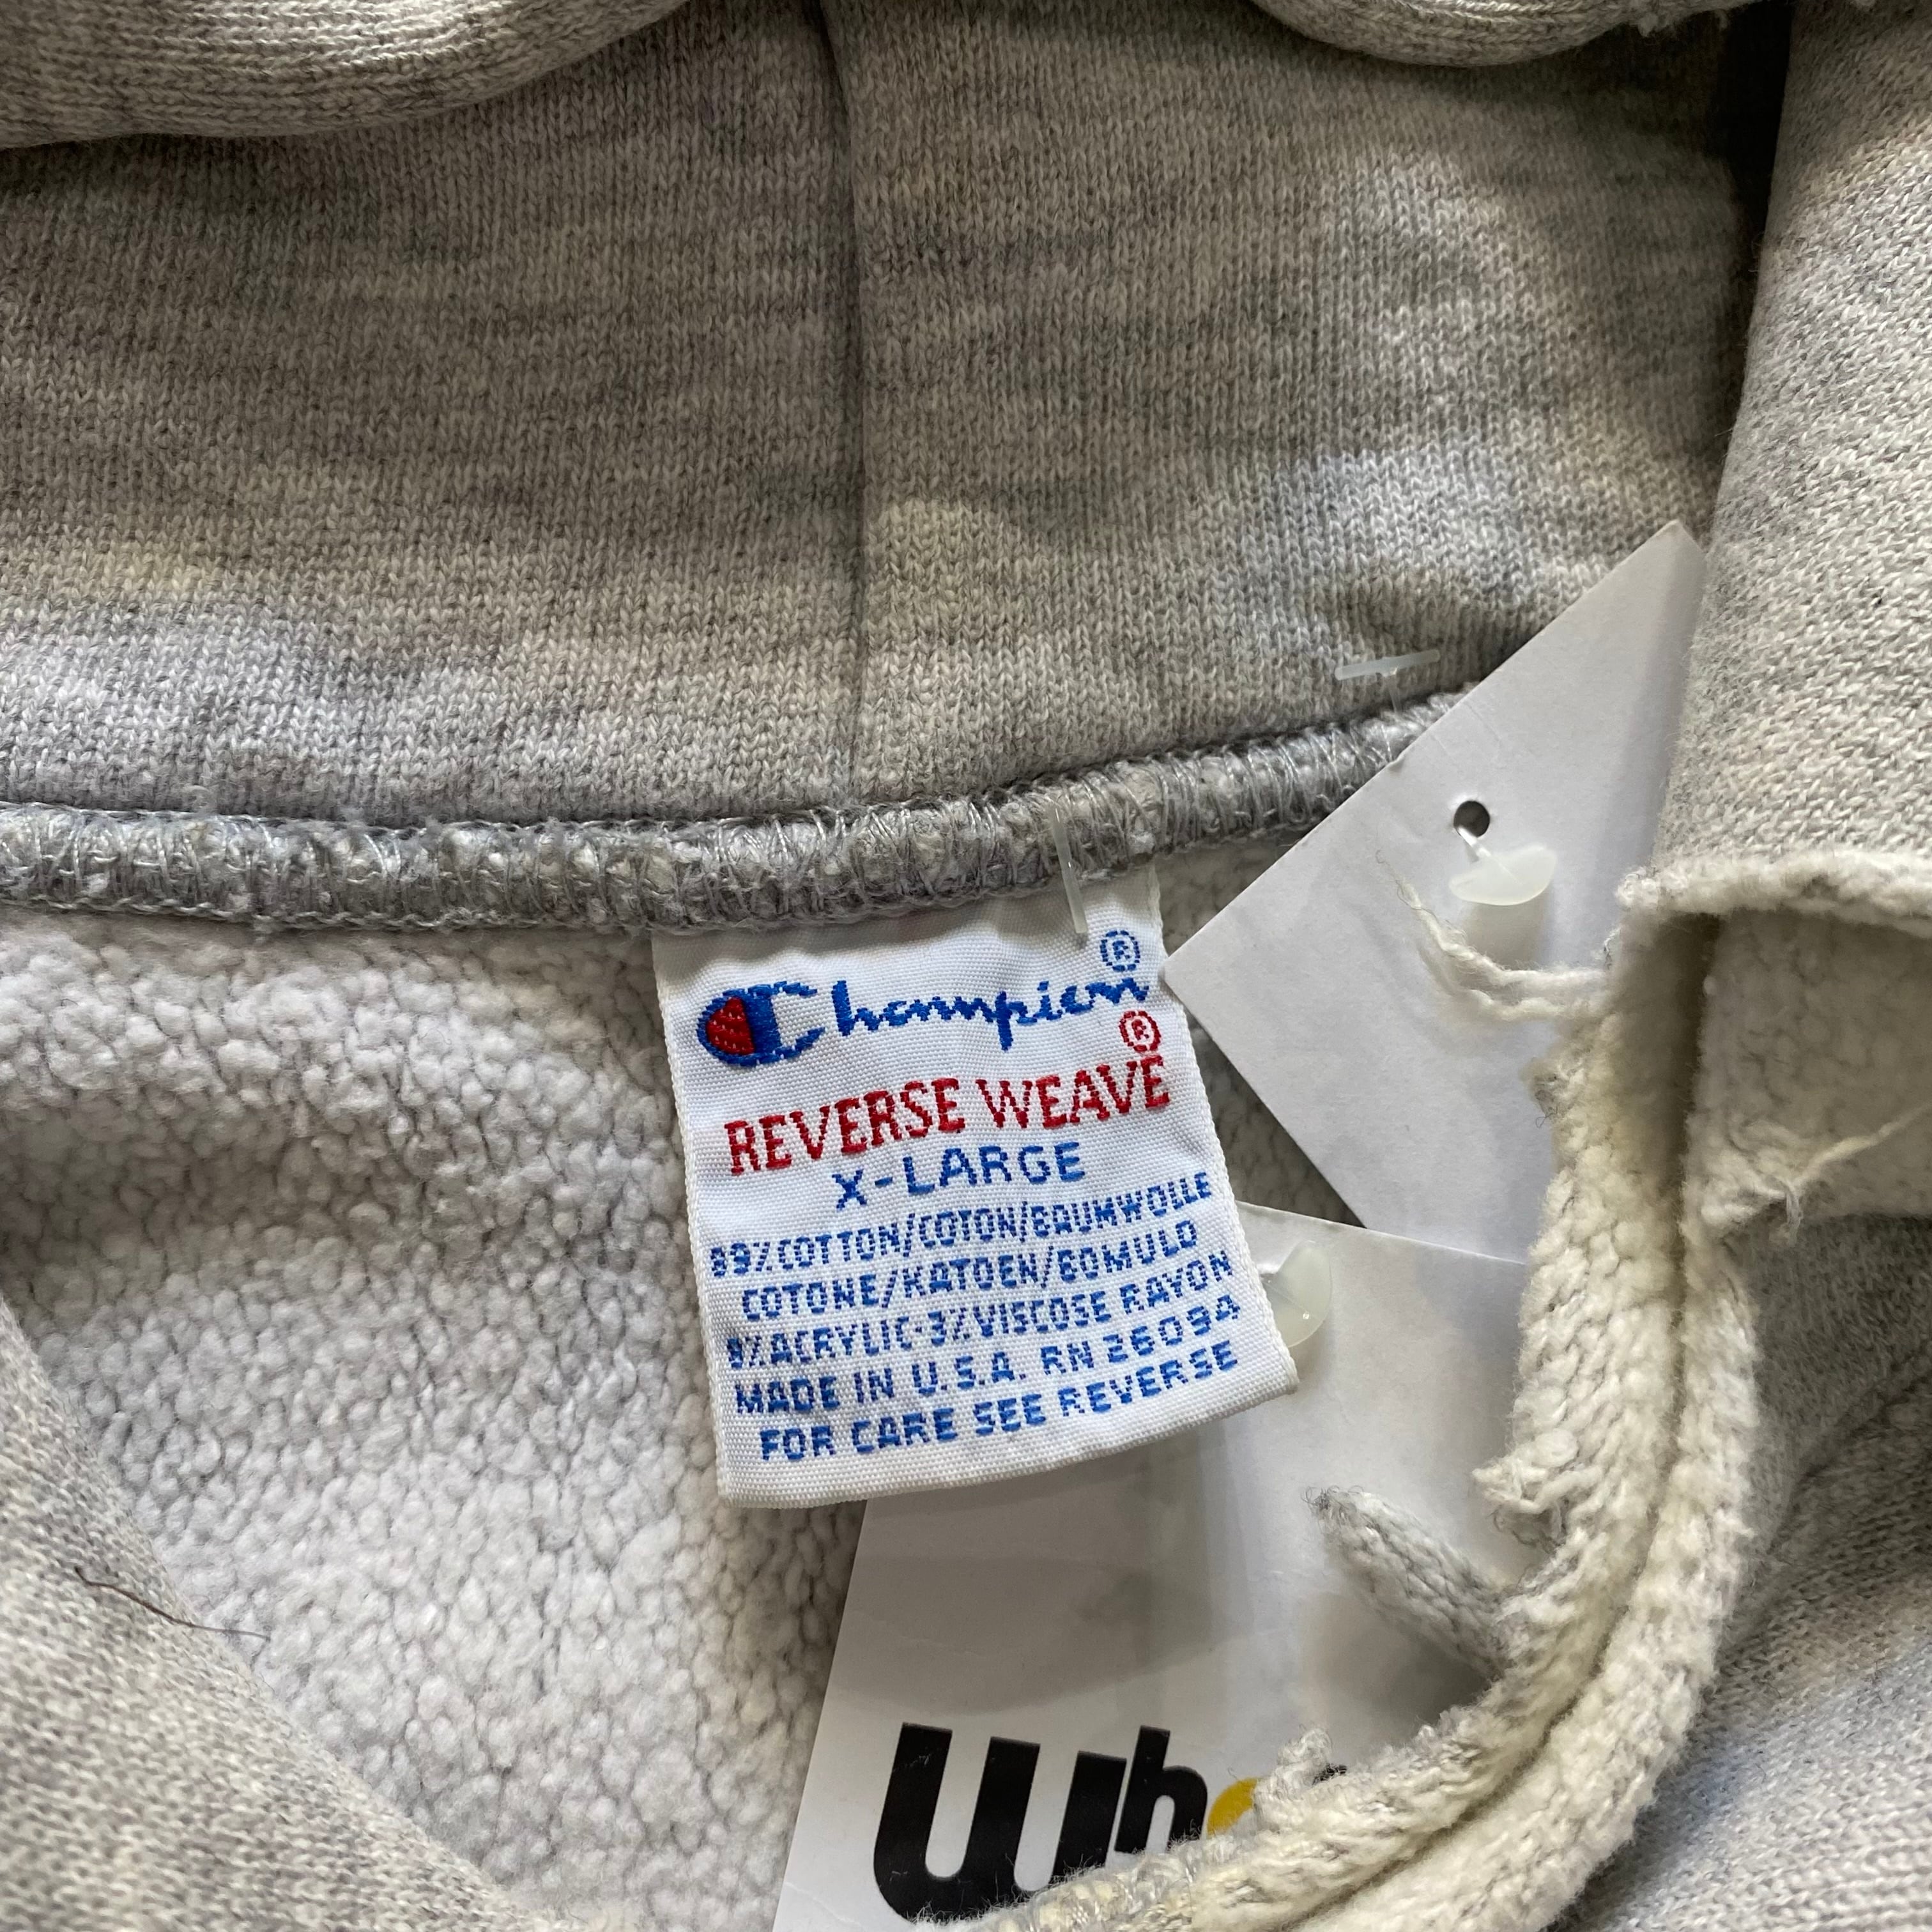 Champion®
®
REVERSE WEAVE
X-LARGE
89%COTTON/COTON/BAUMWOLLE
COTONE/KATOEN/BOMULD
8%ACRYLIC-3%VISCOSE RAYON
MADE IN U.S.A. RN 26094
FOR CARE SEE REVERSE